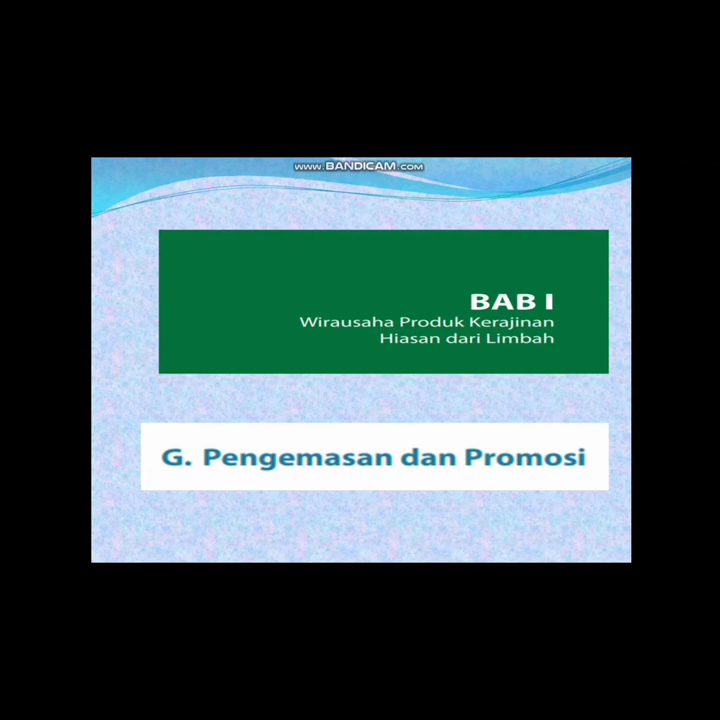 www.BANDICAM.com
BAB I
Wirausaha Produk Kerajinan
Hiasan dari Limbah
G. Pengemasan dan Promosi